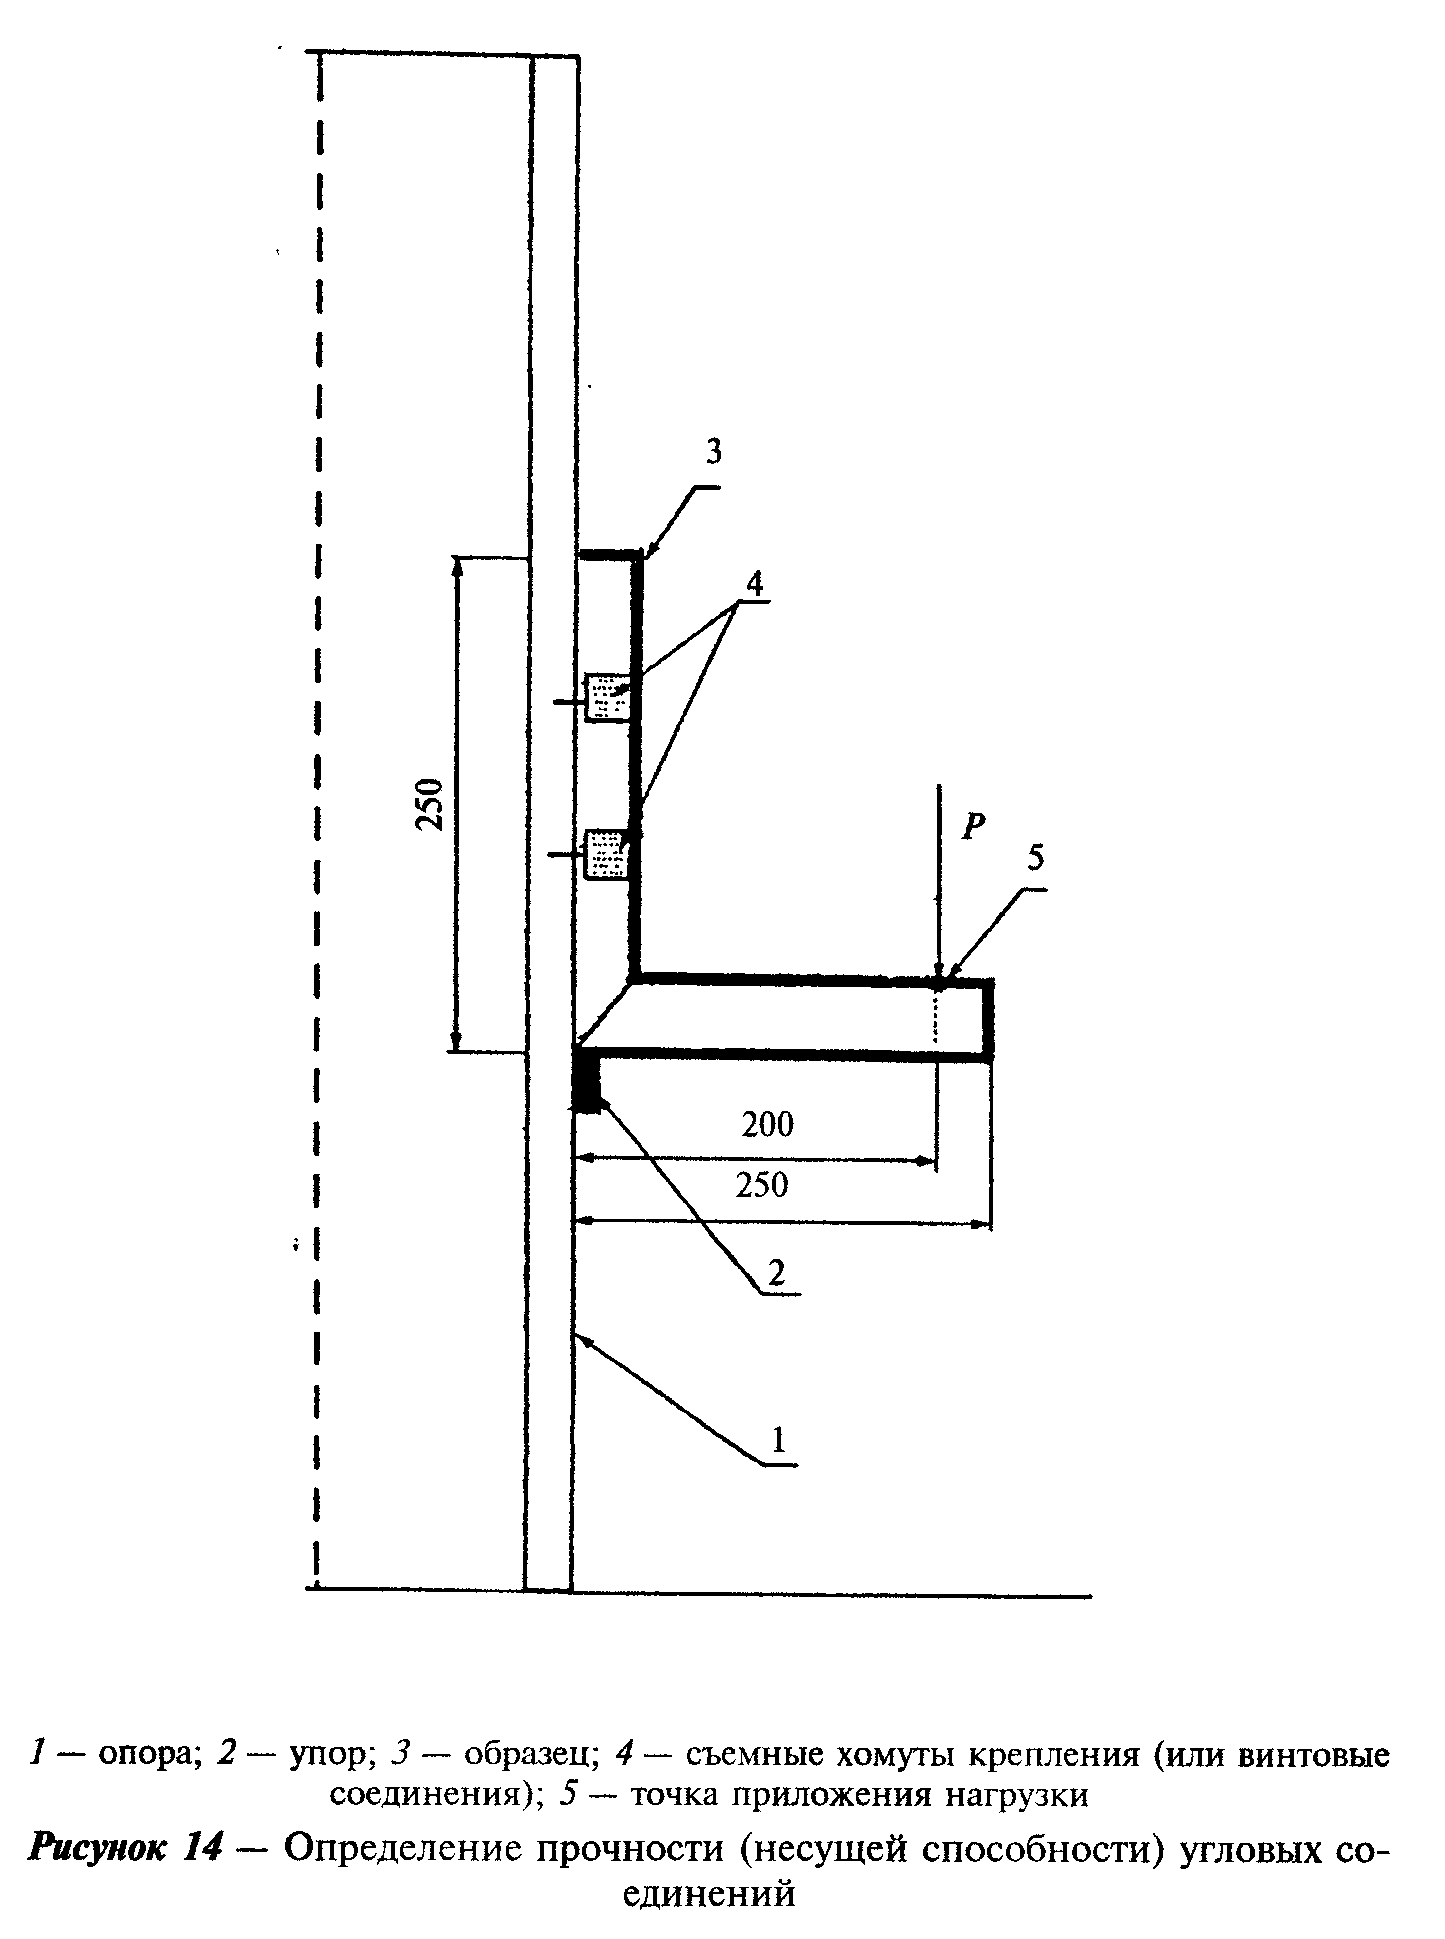 3
4
250
P
5
200
250
2
1
1 — опора; 2 — упор; 3 — образец; 4 — съемные хомуты крепления (или винтовые
соединения); 5 — точка приложения нагрузки
Рисунок 14 — Определение прочности (несущей способности) угловых со-
единений